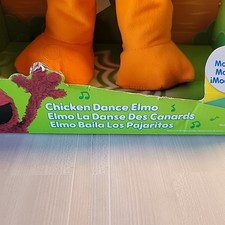 Chicken Dance Elmo
Elmo La Danse Des Canards
Elmo Baila Los Pajaritos